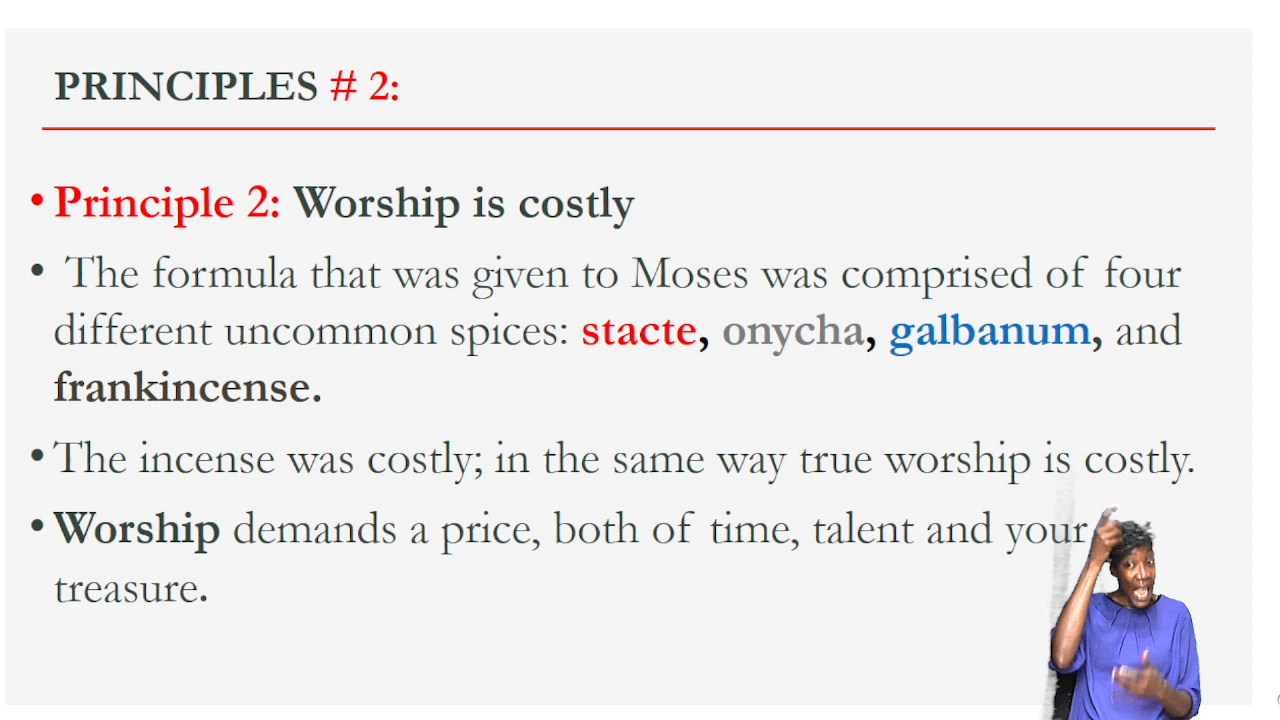 PRINCIPLES # 2:
• Principle 2: Worship is costly
• The formula that was given to Moses was comprised of four
different uncommon spices: stacte, onycha, galbanum, and
frankincense.
• The incense was costly; in the same way true worship is costly.
• Worship demands a price, both of time, talent and your
treasure.